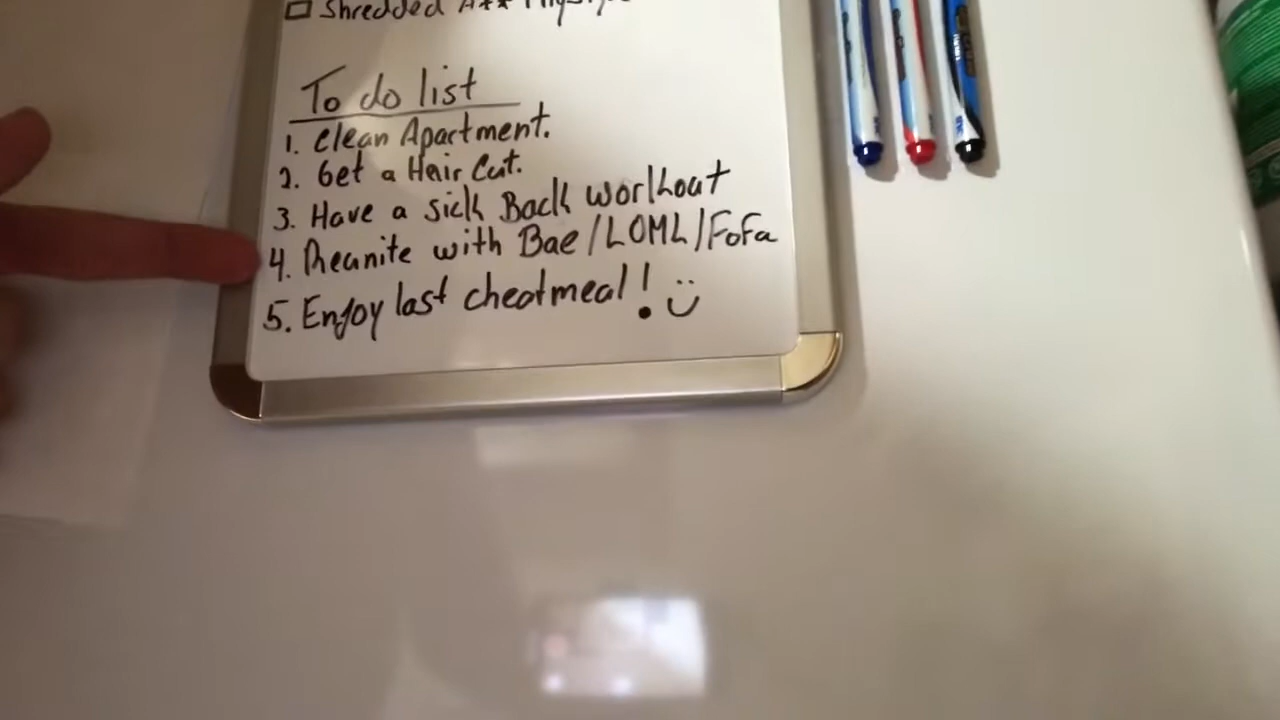 Shredded A**
To do list
1. Clean Apartment.
2. Get a Hair Cut.
3. Have a sick Back workout
4. Reunite with Bae/LOML/FoFa
5. Enjoy last cheatmeal! :)